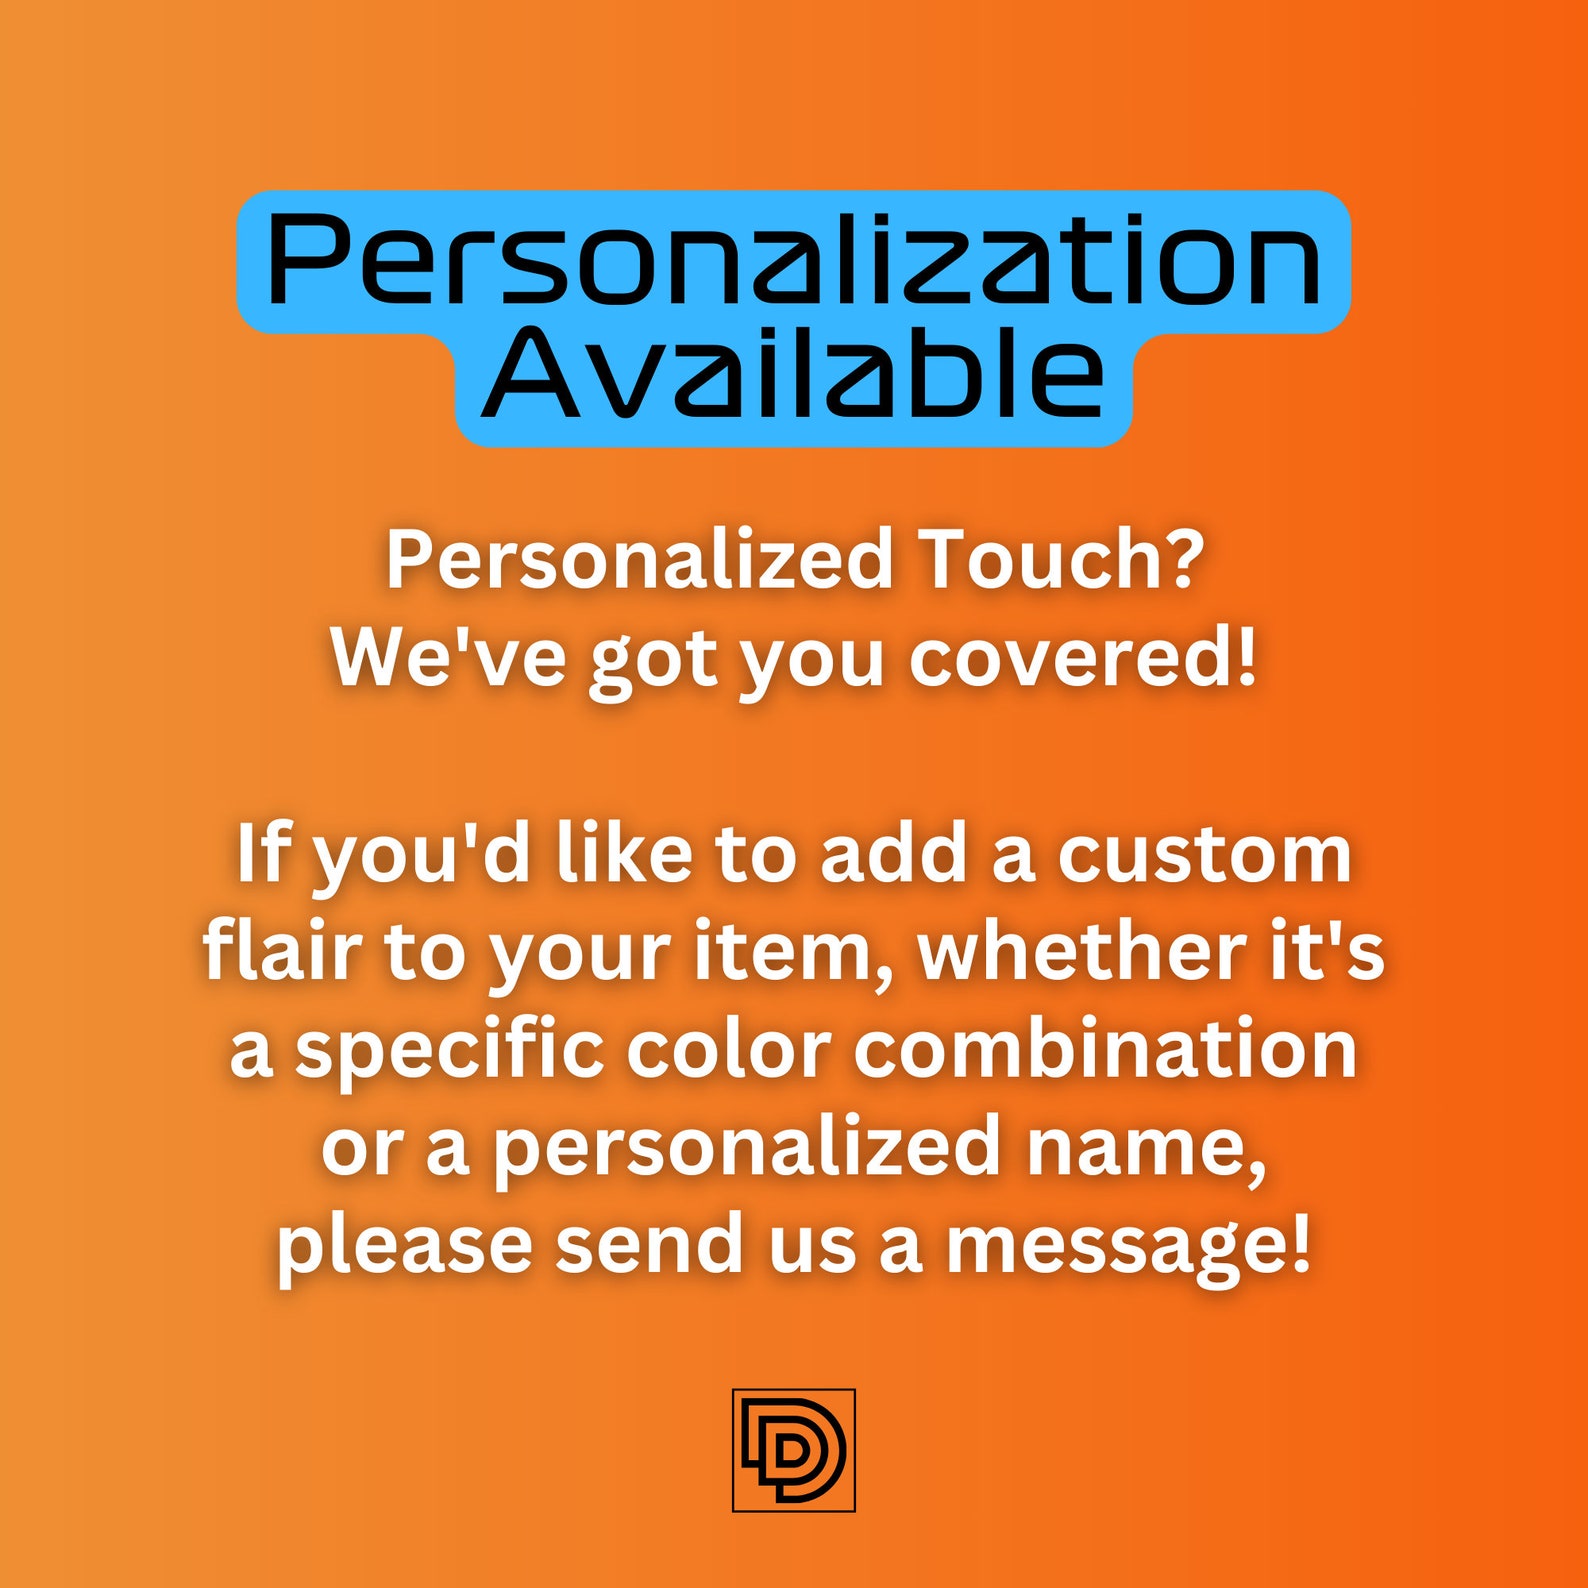 Personalization
Available
Personalized Touch?
We've got you covered!
If you'd like to add a custom
flair to your item, whether it's
a specific color combination
or a personalized name,
please send us a message!